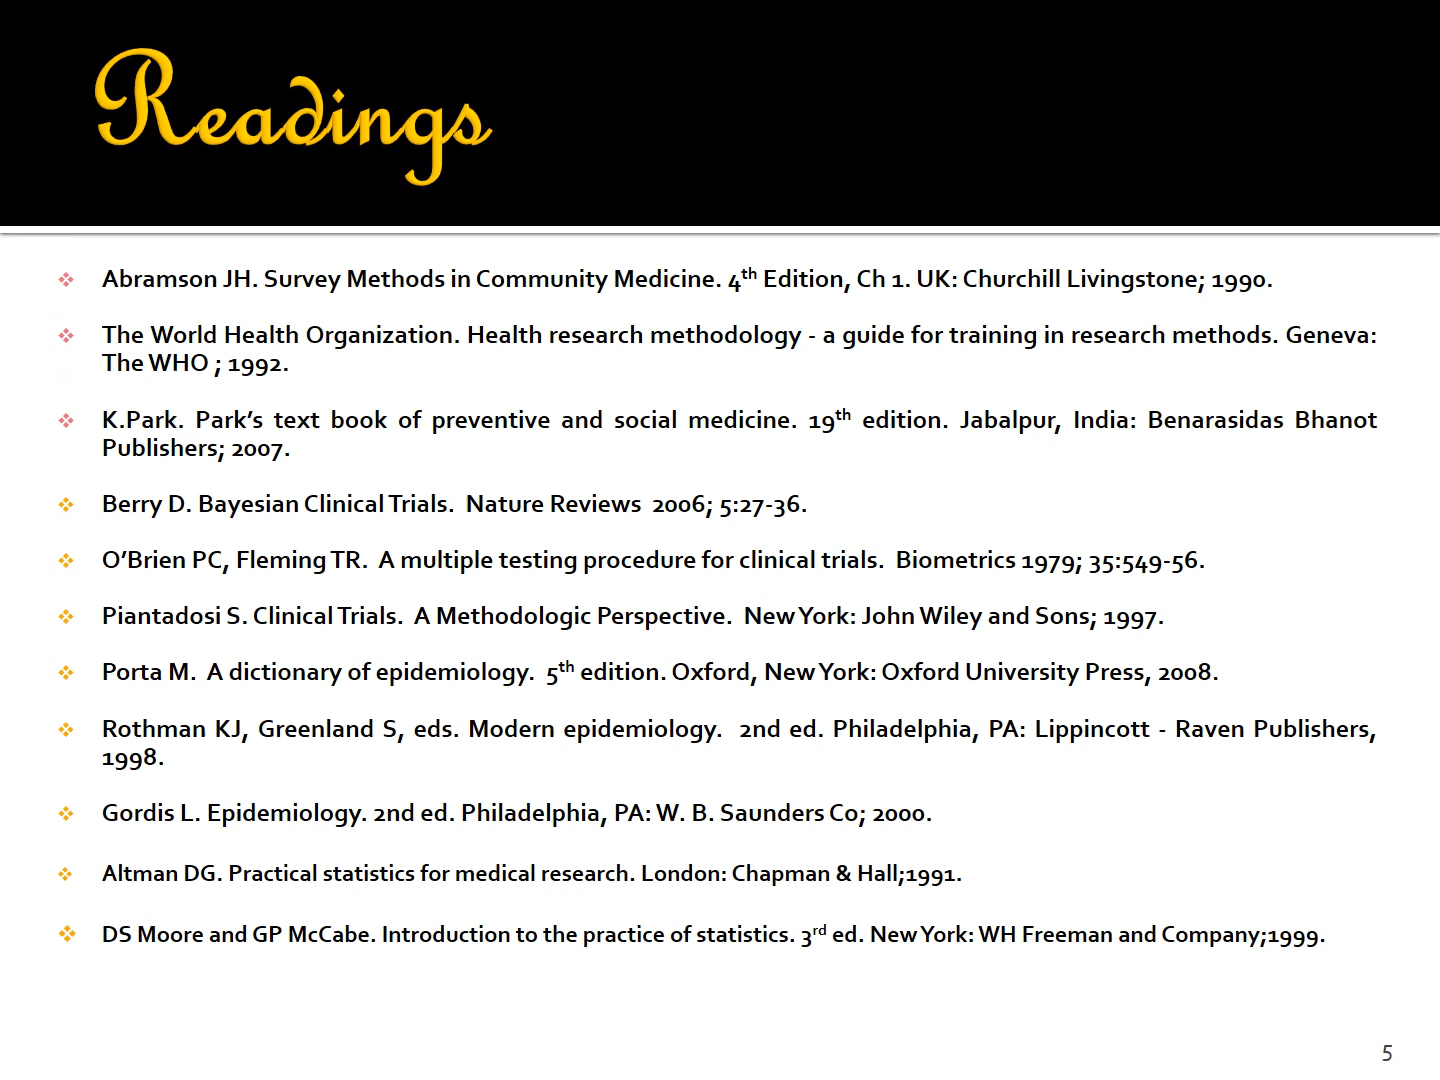 Readings
❖ Abramson JH. Survey Methods in Community Medicine. 4th Edition, Ch 1. UK: Churchill Livingstone; 1990.
❖ The World Health Organization. Health research methodology - a guide for training in research methods. Geneva:
The WHO ; 1992.
❖ K.Park. Park’s text book of preventive and social medicine. 19th edition. Jabalpur, India: Benarasidas Bhanot
Publishers; 2007.
❖ Berry D. Bayesian Clinical Trials.  Nature Reviews  2006; 5:27-36.
❖ O’Brien PC, Fleming TR.  A multiple testing procedure for clinical trials.  Biometrics 1979; 35:549-56.
❖ Piantadosi S. Clinical Trials.  A Methodologic Perspective.  New York: John Wiley and Sons; 1997.
❖ Porta M.  A dictionary of epidemiology.  5th edition. Oxford, New York: Oxford University Press, 2008.
❖ Rothman KJ, Greenland S, eds. Modern epidemiology.  2nd ed. Philadelphia, PA: Lippincott - Raven Publishers,
1998.
❖ Gordis L. Epidemiology. 2nd ed. Philadelphia, PA: W. B. Saunders Co; 2000.
❖ Altman DG. Practical statistics for medical research. London: Chapman & Hall;1991.
❖ DS Moore and GP McCabe. Introduction to the practice of statistics. 3rd ed. New York: WH Freeman and Company;1999.
5